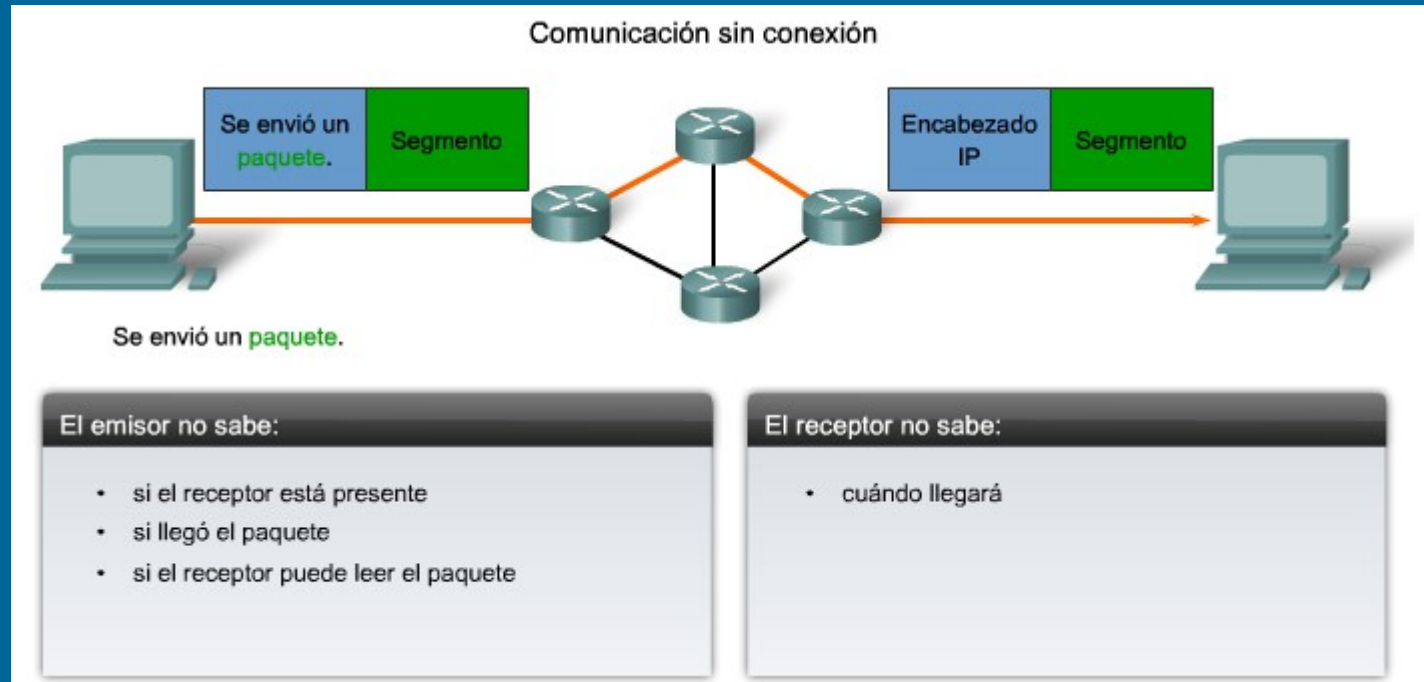 Comunicación sin conexión
Se envió un
paquete.
Segmento
Encabezado
IP
Segmento
Se envió un paquete.
El emisor no sabe:
• si el receptor está presente
• si llegó el paquete
• si el receptor puede leer el paquete
El receptor no sabe:
• cuándo llegará